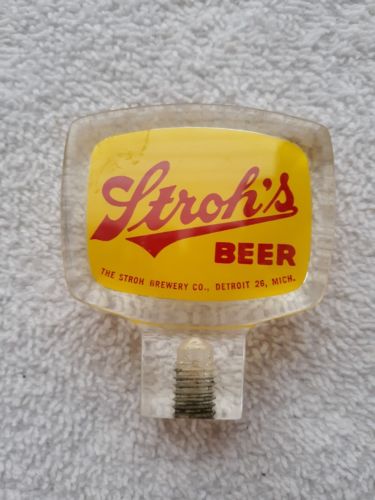 Stroh's
BEER
THE STROH BREWERY CO., DETROIT 26, MICH.